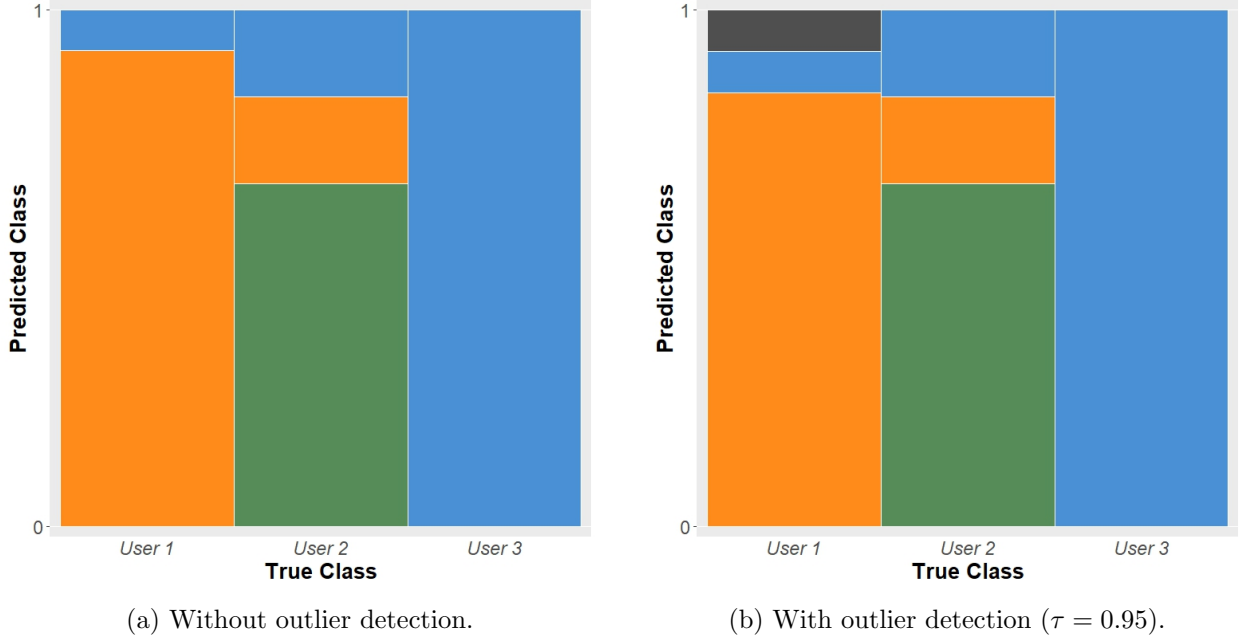 1
0
Predicted Class
User 1 User 2 User 3
True Class
(a) Without outlier detection.
1
0
Predicted Class
User 1 User 2 User 3
True Class
(b) With outlier detection (τ = 0.95).